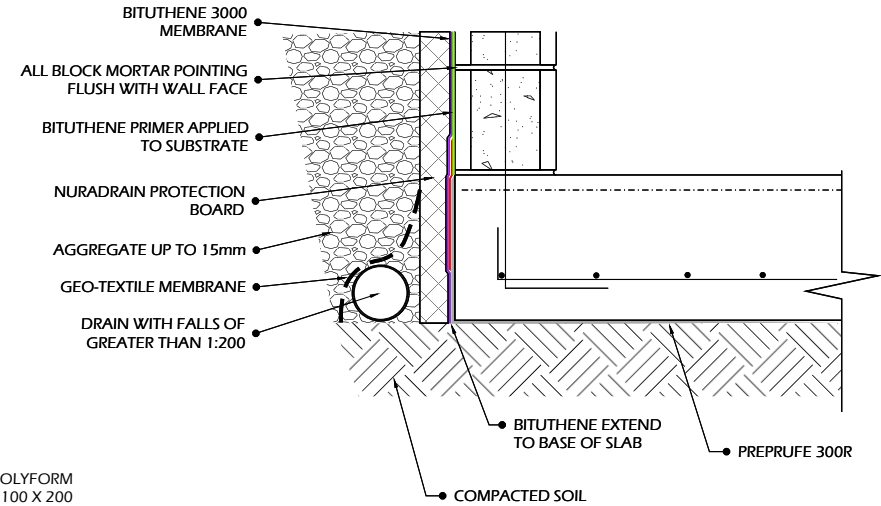 BITUTHENE 3000
MEMBRANE
ALL BLOCK MORTAR POINTING
FLUSH WITH WALL FACE
BITUTHENE PRIMER APPLIED
TO SUBSTRATE
NURADRAIN PROTECTION
BOARD
AGGREGATE UP TO 15mm
GEO-TEXTILE MEMBRANE
DRAIN WITH FALLS OF
GREATER THAN 1:200
BITUTHENE EXTEND
TO BASE OF SLAB
PREPRUFE 300R
COMPACTED SOIL
OLYFORM
100 X 200